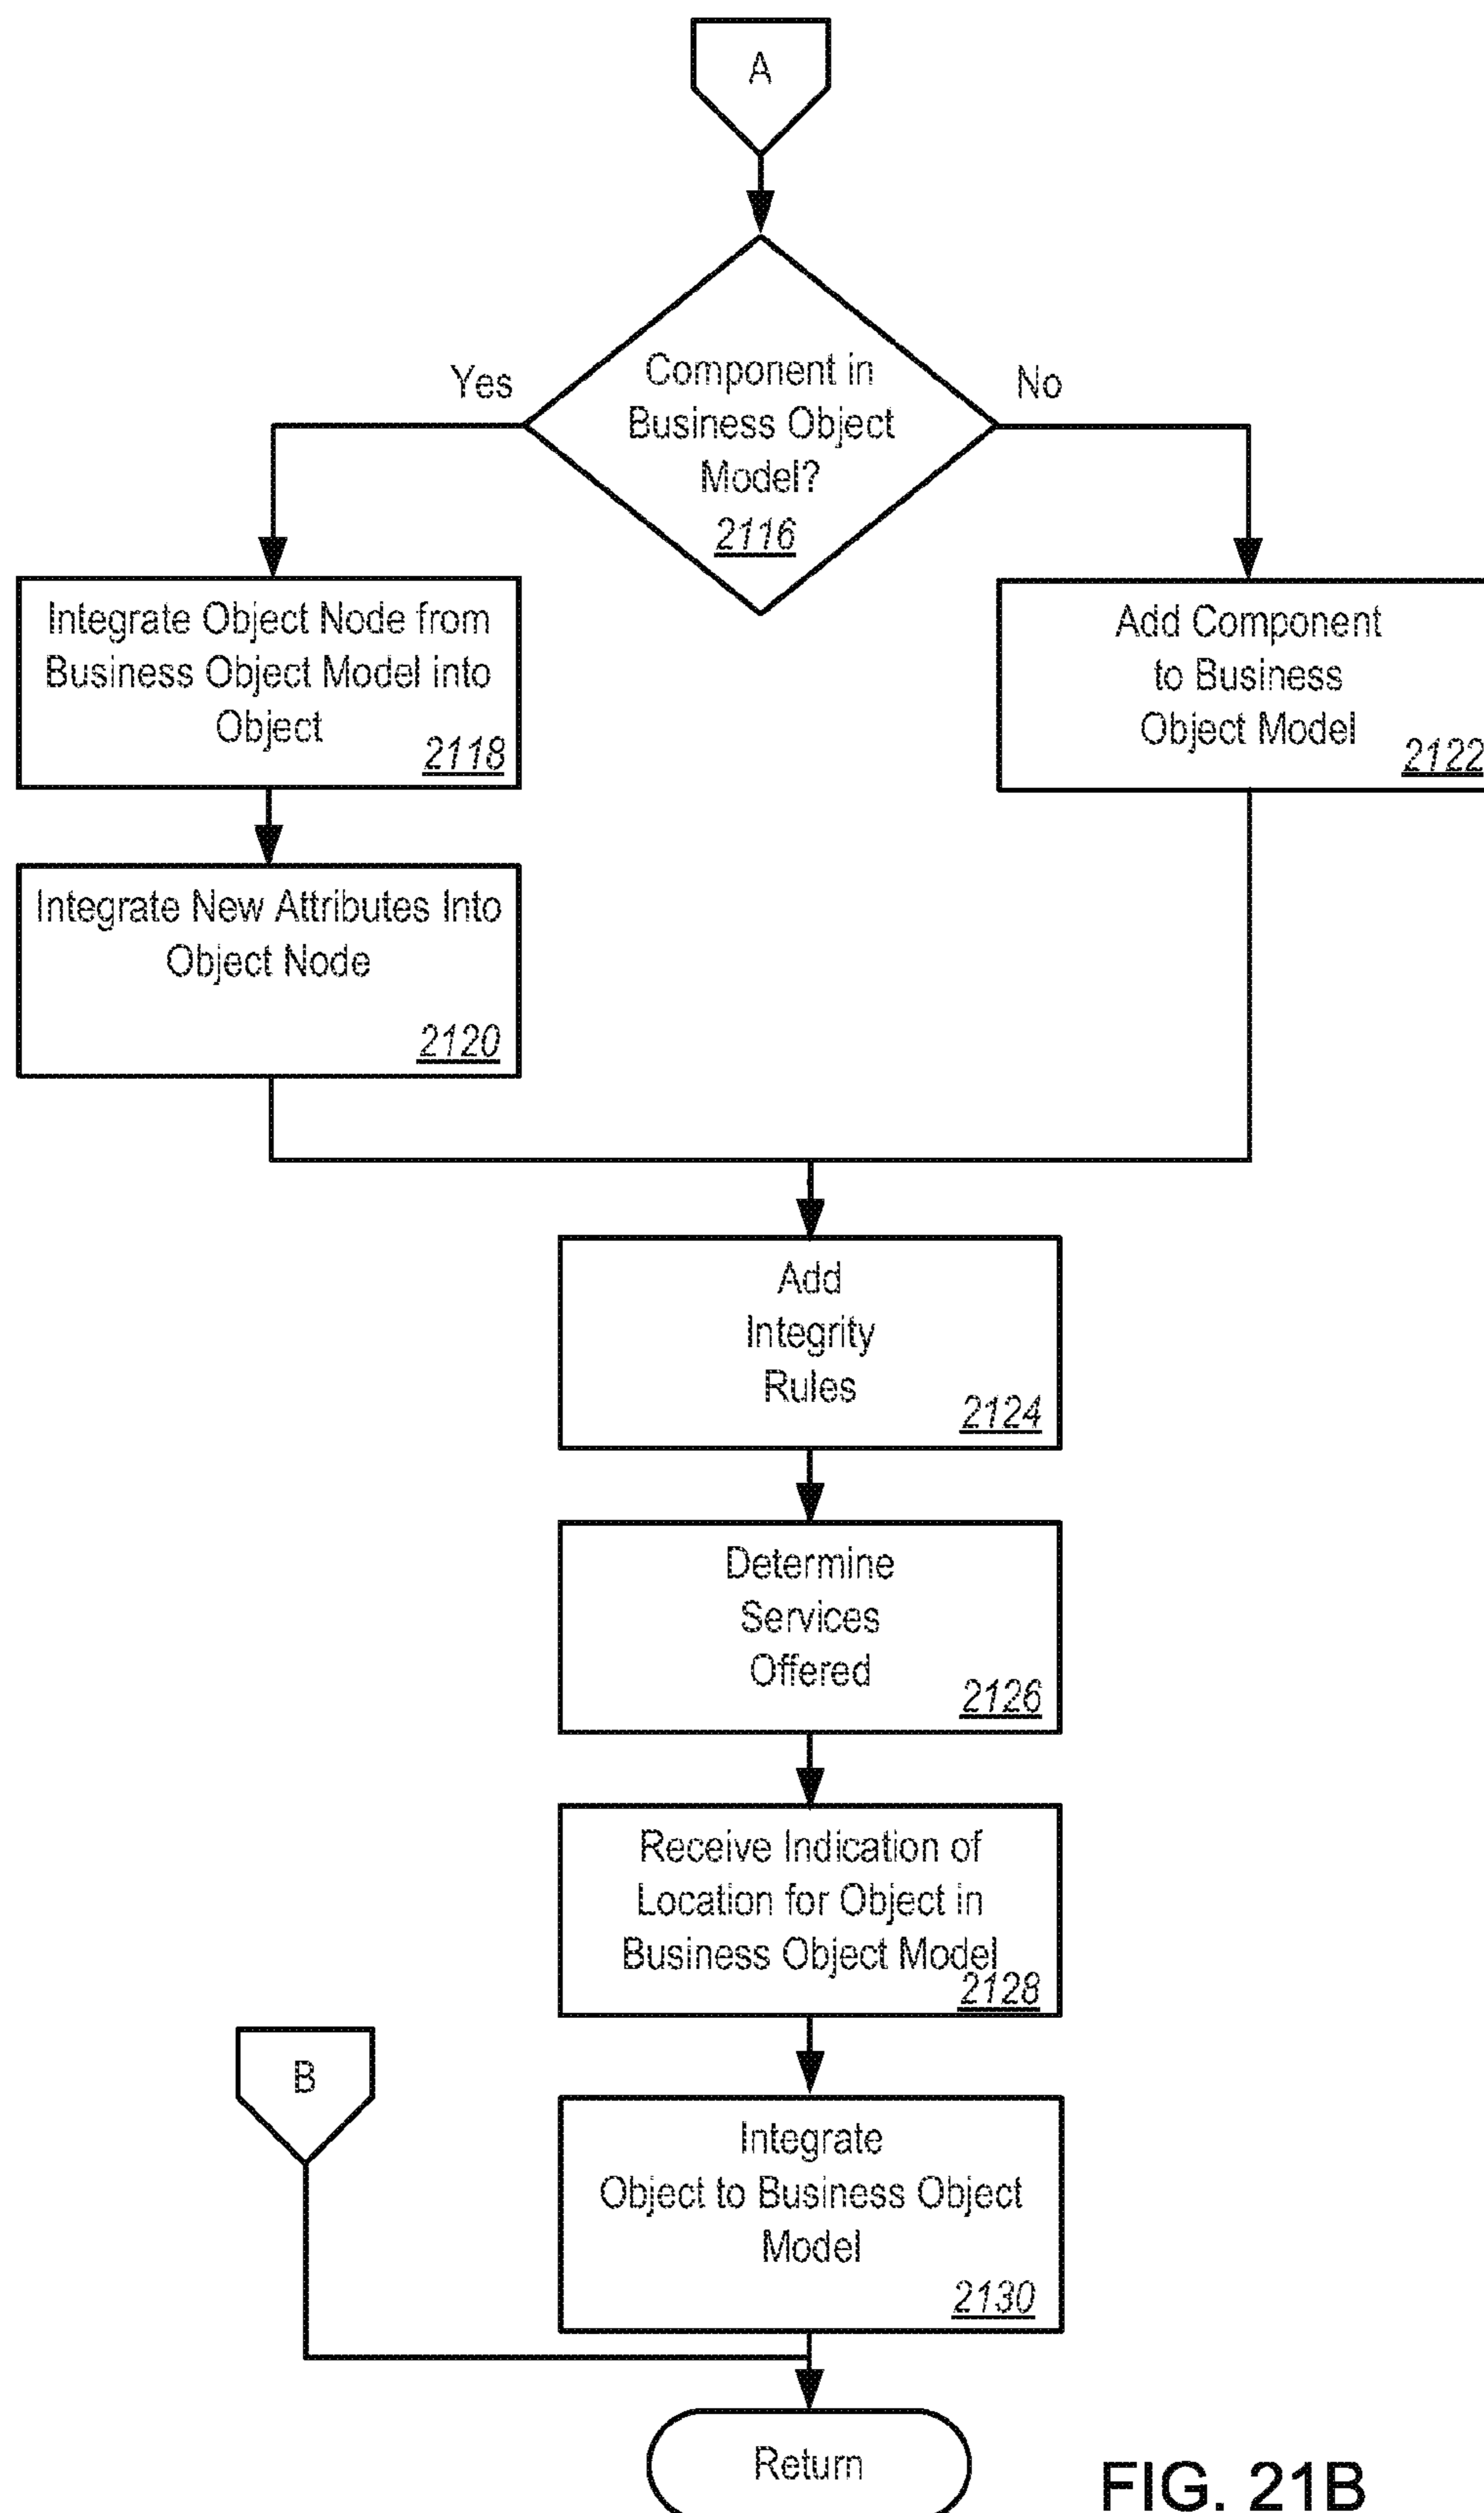 A
Yes
Component in
Business Object
Model?
2116
No
Integrate Object Node from
Business Object Model into
Object
2118
Add Component
to Business
Object Model
2122
Integrate New Attributes Into
Object Node
2120
Add
Integrity
Rules
2124
Determine
Services
Offered
2126
Receive Indication of
Location for Object in
Business Object Model
2128
B
Integrate
Object to Business Object
Model
2130
Return
FIG. 21B